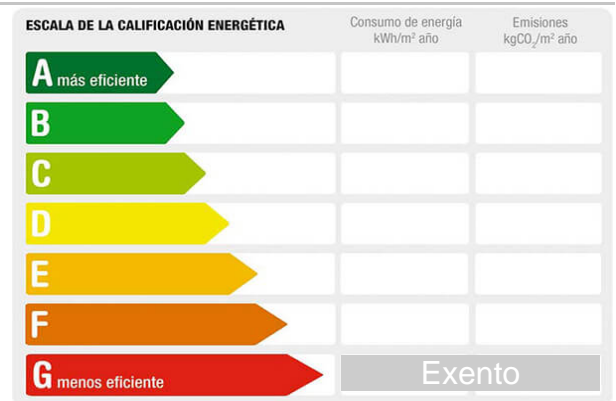 ESCALA DE LA CALIFICACIÓN ENERGÉTICA
Consumo de energía
kWh/m² año
Emisiones
kgCO₂/m² año
A más eficiente
B
C
D
E
F
G menos eficiente
Exento